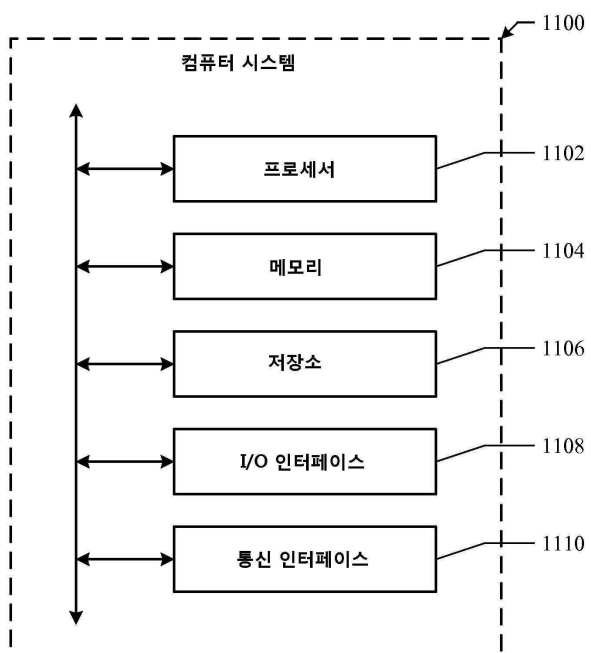 1100
컴퓨터 시스템
프로세서
1102
메모리
1104
저장소
1106
I/O 인터페이스
1108
통신 인터페이스
1110